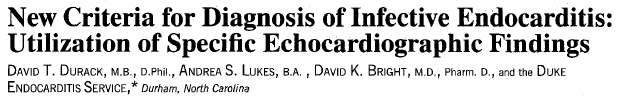 New Criteria for Diagnosis of Infective Endocarditis:
Utilization of Specific Echocardiographic Findings
DAVID T. DURACK, M.B., D.Phil., ANDREA S. LUKES, B.A. , DAVID K. BRIGHT, M.D., Pharm. D., and the DUKE
ENDOCARDITIS SERVICE,* Durham, North Carolina